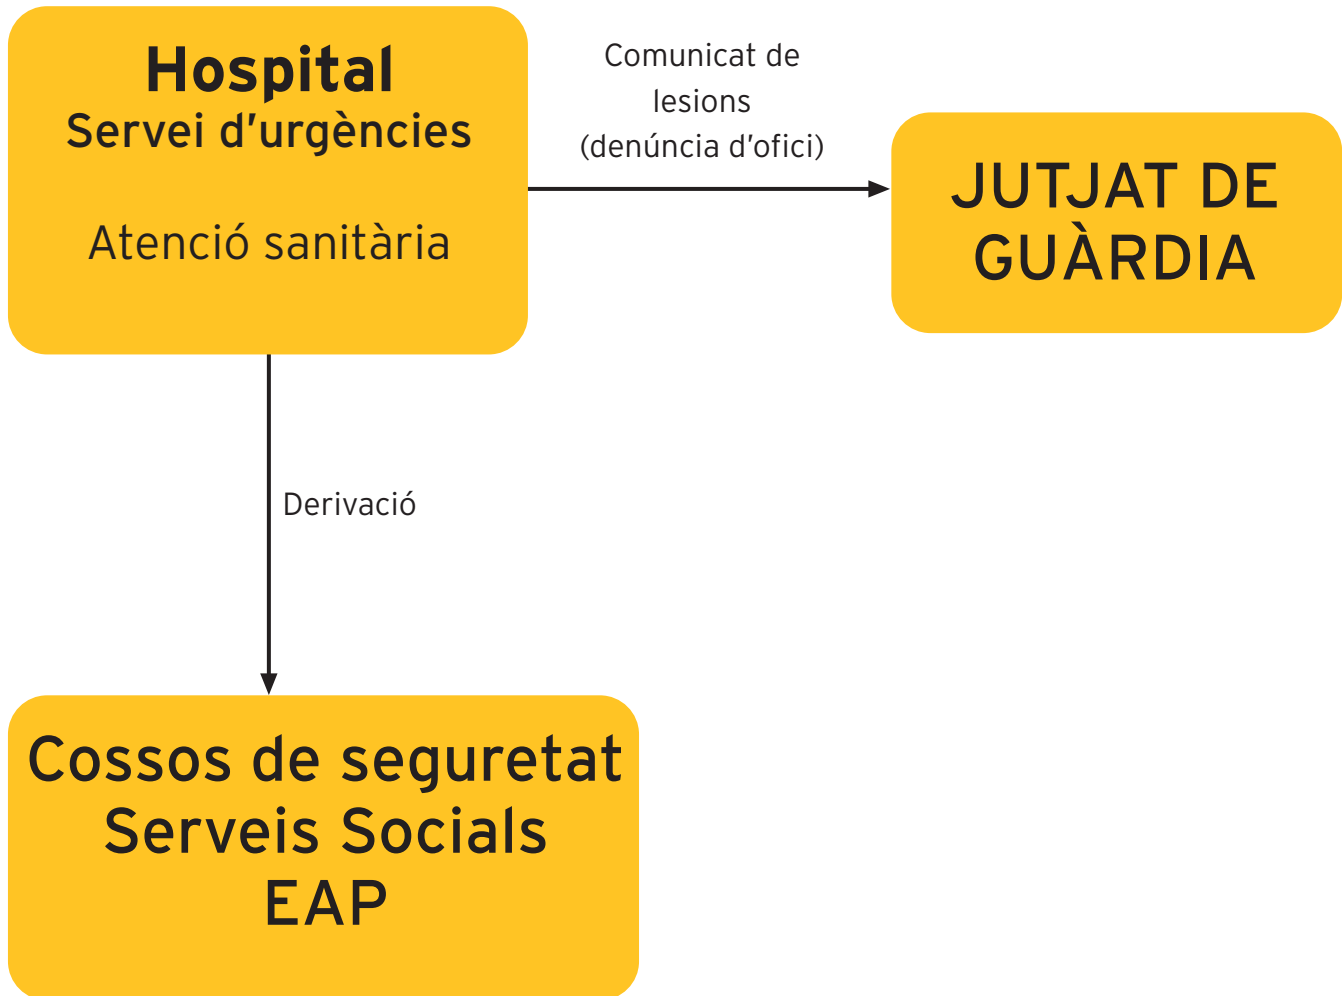 Hospital
Servei d'urgències
Atenció sanitària
Comunicat de
lesions
(denúncia d'ofici)
JUTJAT DE
GUÀRDIA
Derivació
Cossos de seguretat
Serveis Socials
EAP